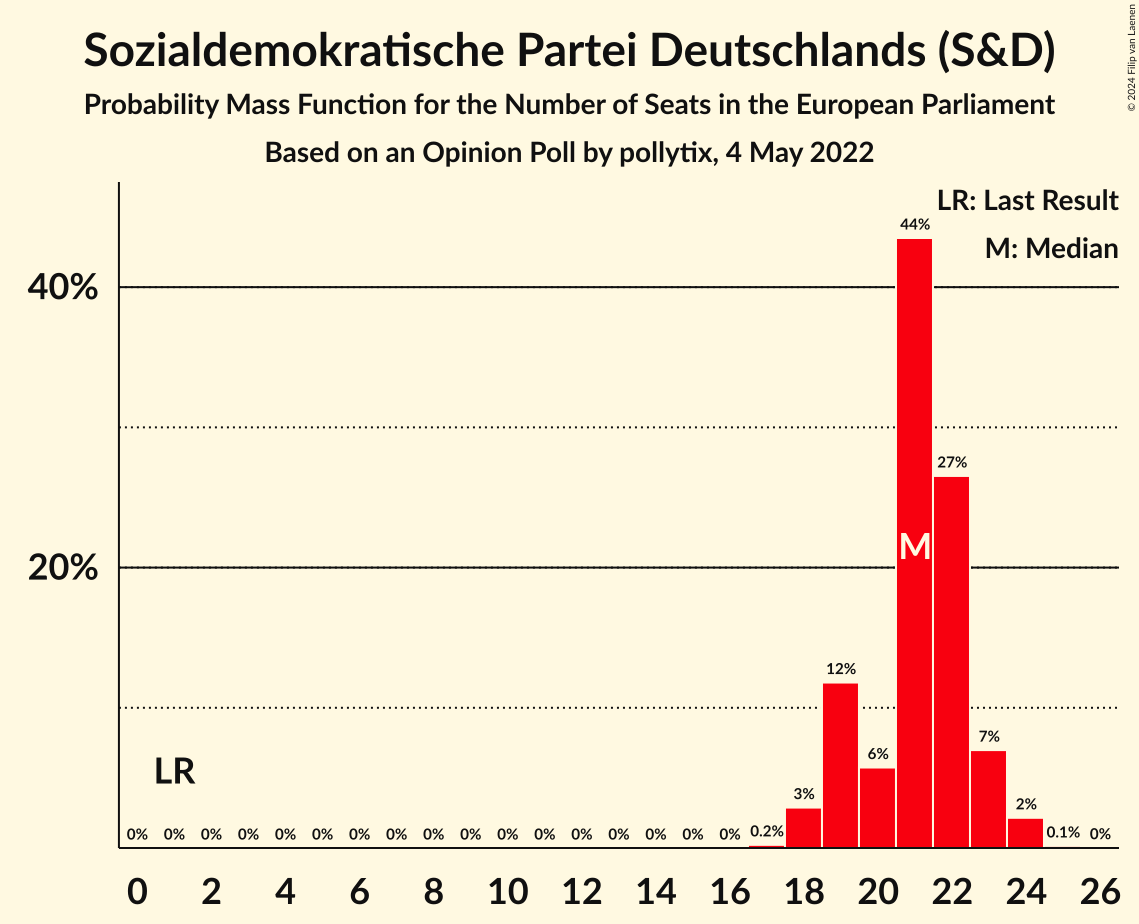 Sozialdemokratische Partei Deutschlands (S&D)
Probability Mass Function for the Number of Seats in the European Parliament
Based on an Opinion Poll by pollytix, 4 May 2022
© 2024 Filip van Laenen
LR: Last Result
M: Median
44%
40%
27%
M
20%
12%
7%
6%
LR
3%
2%
0% 0% 0% 0% 0% 0% 0% 0% 0% 0% 0% 0% 0% 0% 0% 0% 0% 0.2% 0.1% 0%
0 2 4 6 8 10 12 14 16 18 20 22 24 26